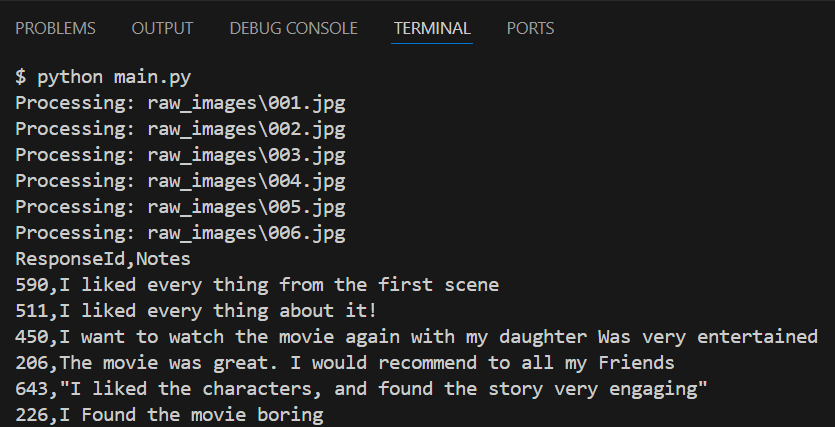 PROBLEMS OUTPUT DEBUG CONSOLE TERMINAL PORTS
$ python main.py
Processing: raw_images\001.jpg
Processing: raw_images\002.jpg
Processing: raw_images\003.jpg
Processing: raw_images\004.jpg
Processing: raw_images\005.jpg
Processing: raw_images\006.jpg
ResponseId,Notes
590,I liked every thing from the first scene
511,I liked every thing about it!
450,I want to watch the movie again with my daughter Was very entertained
206,The movie was great. I would recommend to all my Friends
643,"I liked the characters, and found the story very engaging"
226,I Found the movie boring